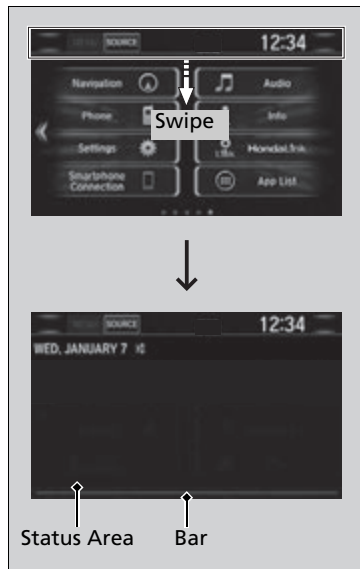 MENU SOURCE 12:34
Navigation Audio
Phone Info
Swipe
Settings HondaLink
Smartphone
Connection App List
SOURCE 12:34
WED, JANUARY 7
Status Area Bar